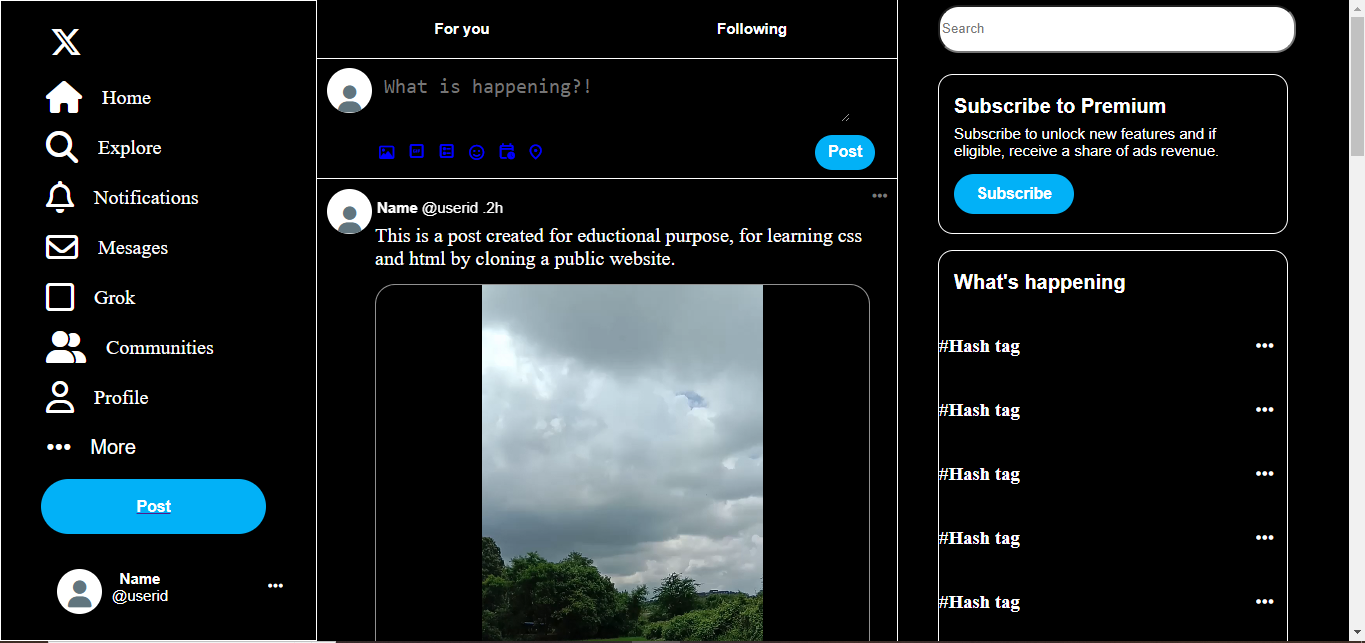 Home
Explore
Notifications
Mesages
Grok
Communities
Profile
More
Post
Name
@userid
For you
Following
What is happening?!
Post
Name @userid .2h
This is a post created for eductional purpose, for learning css
and html by cloning a public website.
Search
Subscribe to Premium
Subscribe to unlock new features and if
eligible, receive a share of ads revenue.
Subscribe
What's happening
#Hash tag
#Hash tag
#Hash tag
#Hash tag
#Hash tag